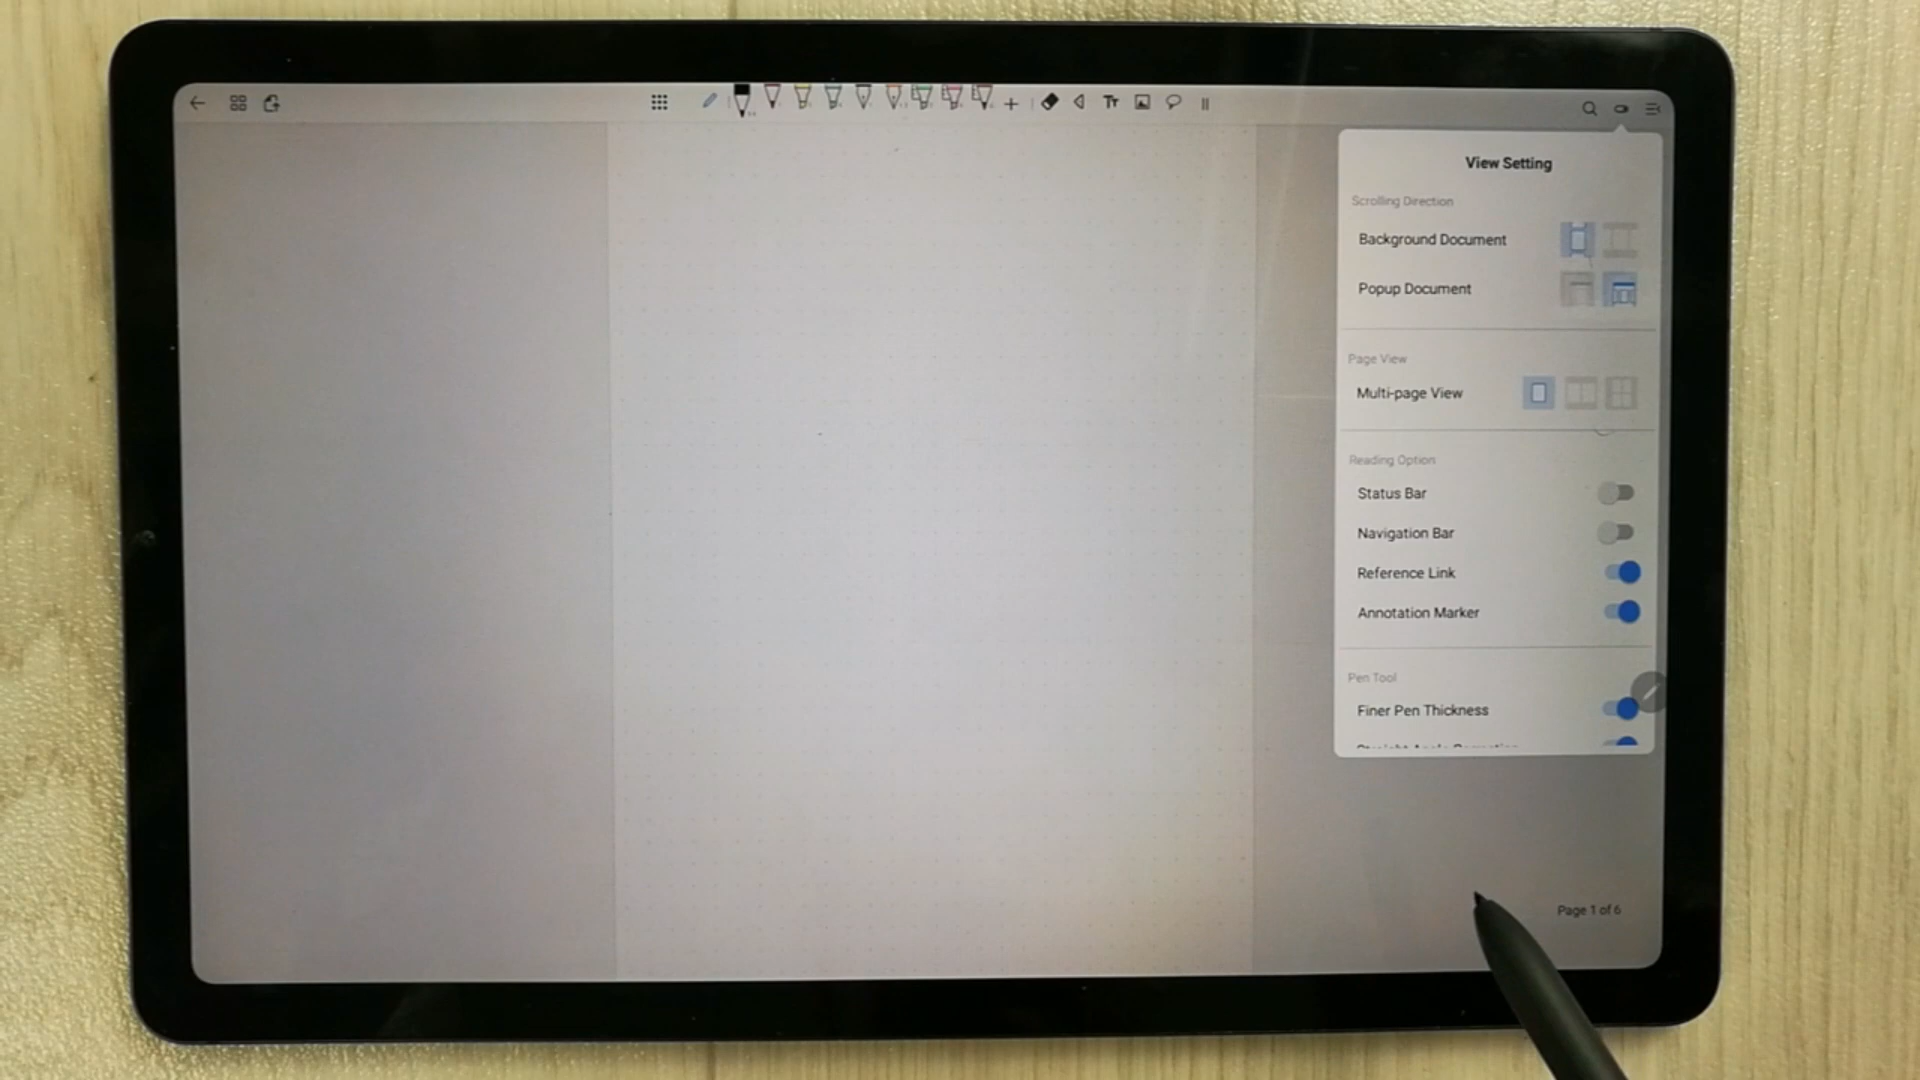 Tr
View Setting
Scrolling Direction
Background Document
Popup Document
Page View
Multi-page View
Reading Option
Status Bar
Navigation Bar
Reference Link
Annotation Marker
Pen Tool
Finer Pen Thickness
Page 1 of 6